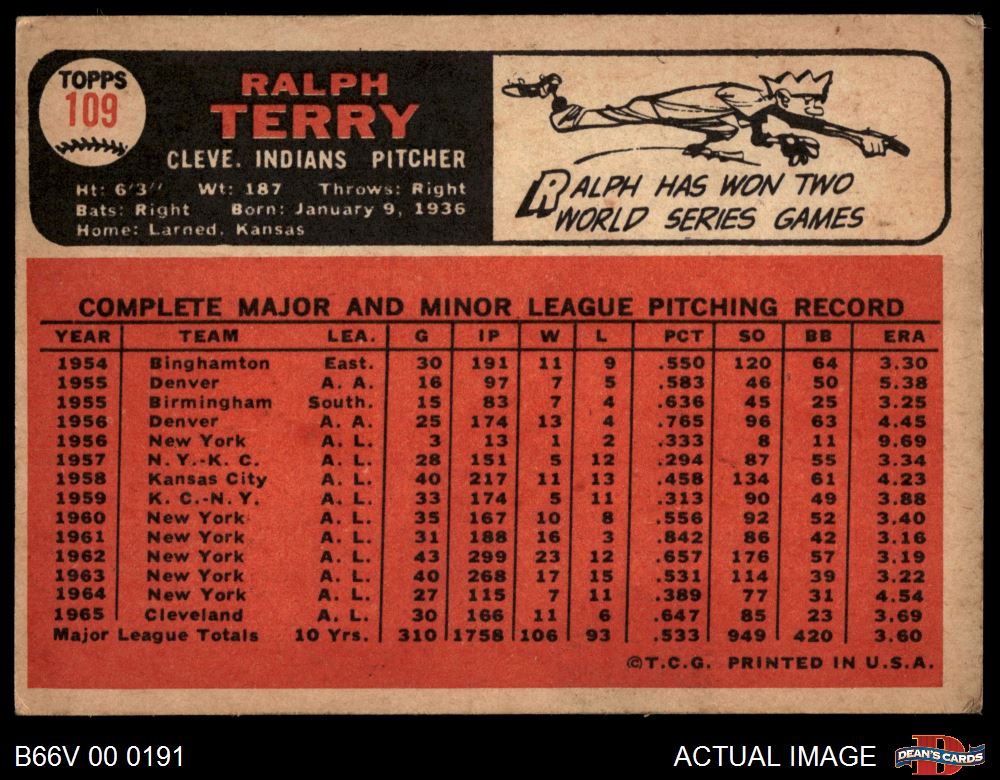 TOPPS
109
RALPH
TERRY
CLEVE. INDIANS PITCHER
Ht: 6'3" Wt: 187 Throws: Right
Bats: Right Born: January 9, 1936
Home: Larned, Kansas
RALPH HAS WON TWO
WORLD SERIES GAMES
COMPLETE MAJOR AND MINOR LEAGUE PITCHING RECORD
YEAR TEAM LEA. G IP W L PCT SO BB ERA
1954 Binghamton East. 30 191 11 9 .550 120 64 3.30
1955 Denver A. A. 16 97 7 5 .583 46 50 5.38
1955 Birmingham South. 15 83 7 4 .636 45 25 3.25
1956 Denver A. A. 25 174 13 4 .765 96 63 4.45
1956 New York A. L. 3 13 1 2 .333 8 11 9.69
1957 N. Y.-K. C. A. L. 28 151 5 12 .294 87 55 3.34
1958 Kansas City A. L. 40 217 11 13 .458 134 61 4.23
1959 K. C.-N. Y. A. L. 33 174 5 11 .313 90 49 3.88
1960 New York A. L. 35 167 10 8 .556 92 52 3.40
1961 New York A. L. 31 188 16 3 .842 86 42 3.16
1962 New York A. L. 43 299 23 12 .657 176 57 3.19
1963 New York A. L. 40 268 17 15 .531 114 39 3.22
1964 New York A. L. 27 115 7 11 .389 77 31 4.54
1965 Cleveland A. L. 30 166 11 6 .647 85 23 3.69
Major League Totals 10 Yrs. 310 1758 106 93 .533 949 420 3.60
©T.C.G. PRINTED IN U.S.A.
B66V 00 0191
ACTUAL IMAGE
DEAN'S CARDS